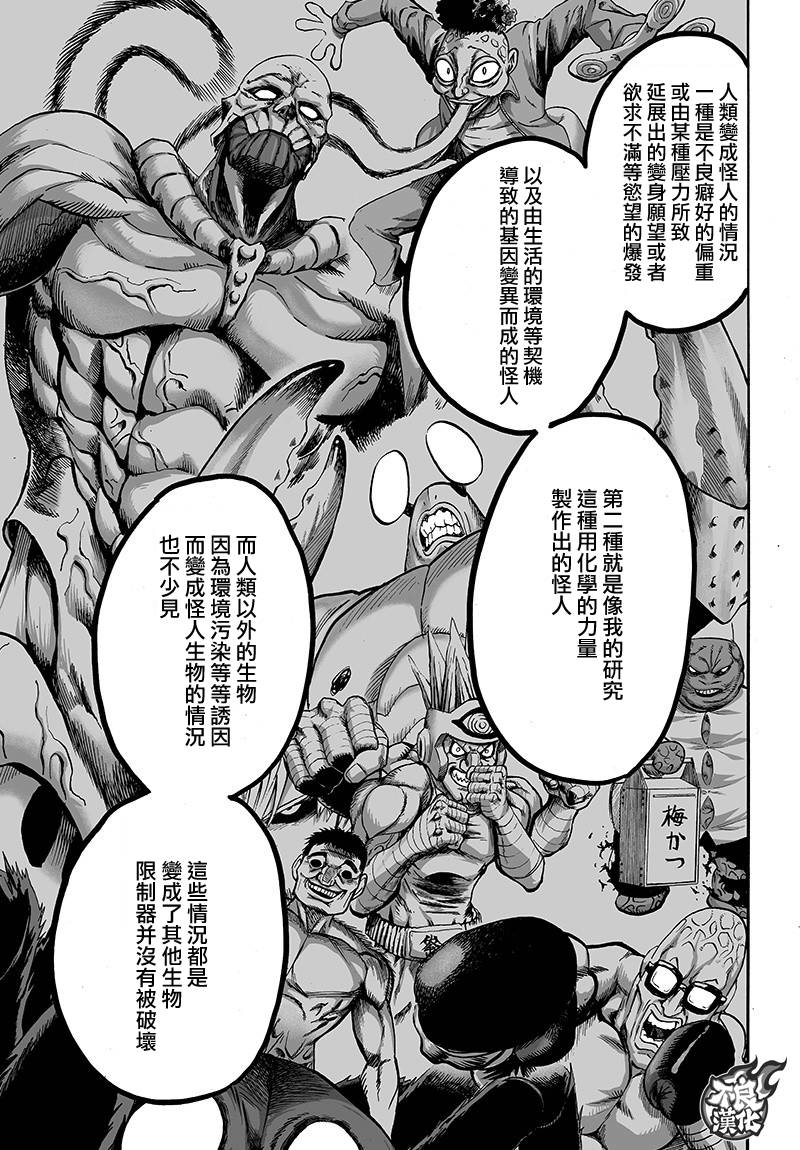 人類變成怪人的情況
一種是不良癖好的偏重
或由某種壓力所致
延展出的變身願望或者
欲求不滿等慾望的爆發
以及由生活的環境等契機
導致的基因變異而成的怪人
第二種就是像我的研究
這種用化學的力量
製作出的怪人
而人類以外的生物
因為環境污染等等誘因
而變成怪人生物的情況
也不少見
這些情況都是
變成了其他生物
限制器并沒有被破壞
梅かつ
不良
漢化